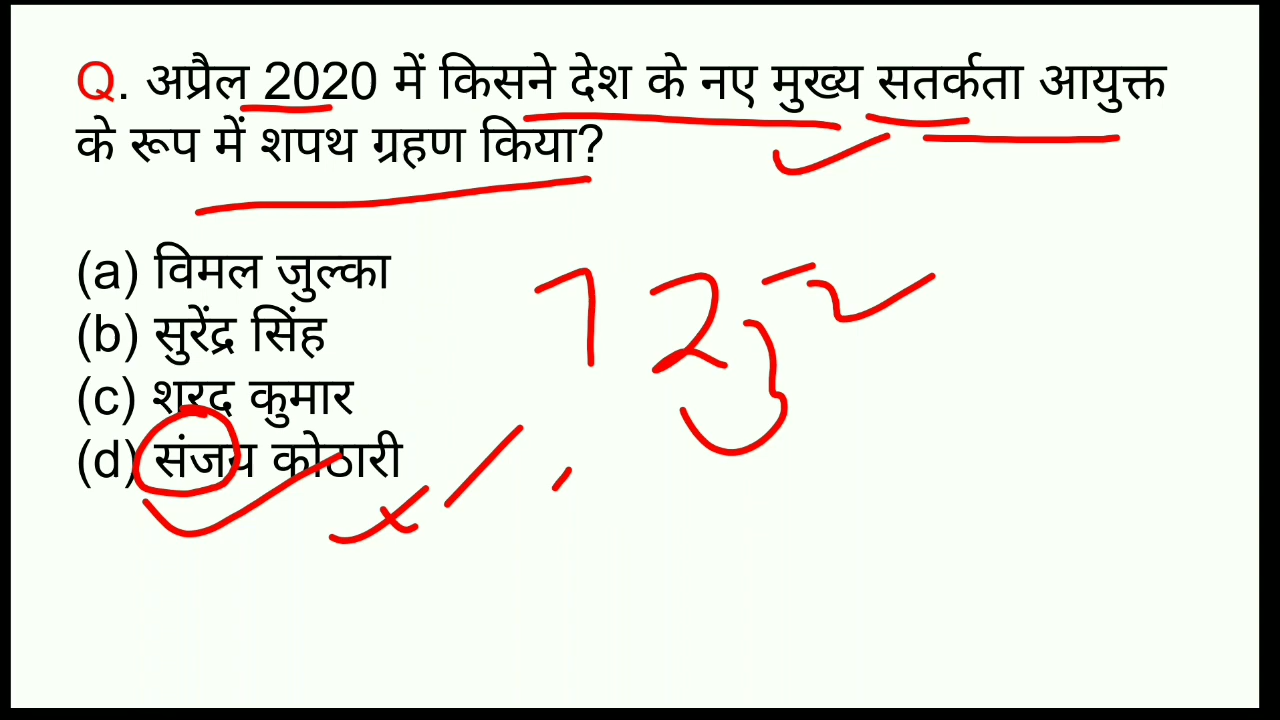 Q. अप्रैल 2020 में किसने देश के नए मुख्य सतर्कता आयुक्त
के रूप में शपथ ग्रहण किया?
(a) विमल जुल्का
(b) सुरेंद्र सिंह
(c) शरद कुमार
(d) संजय कोठारी